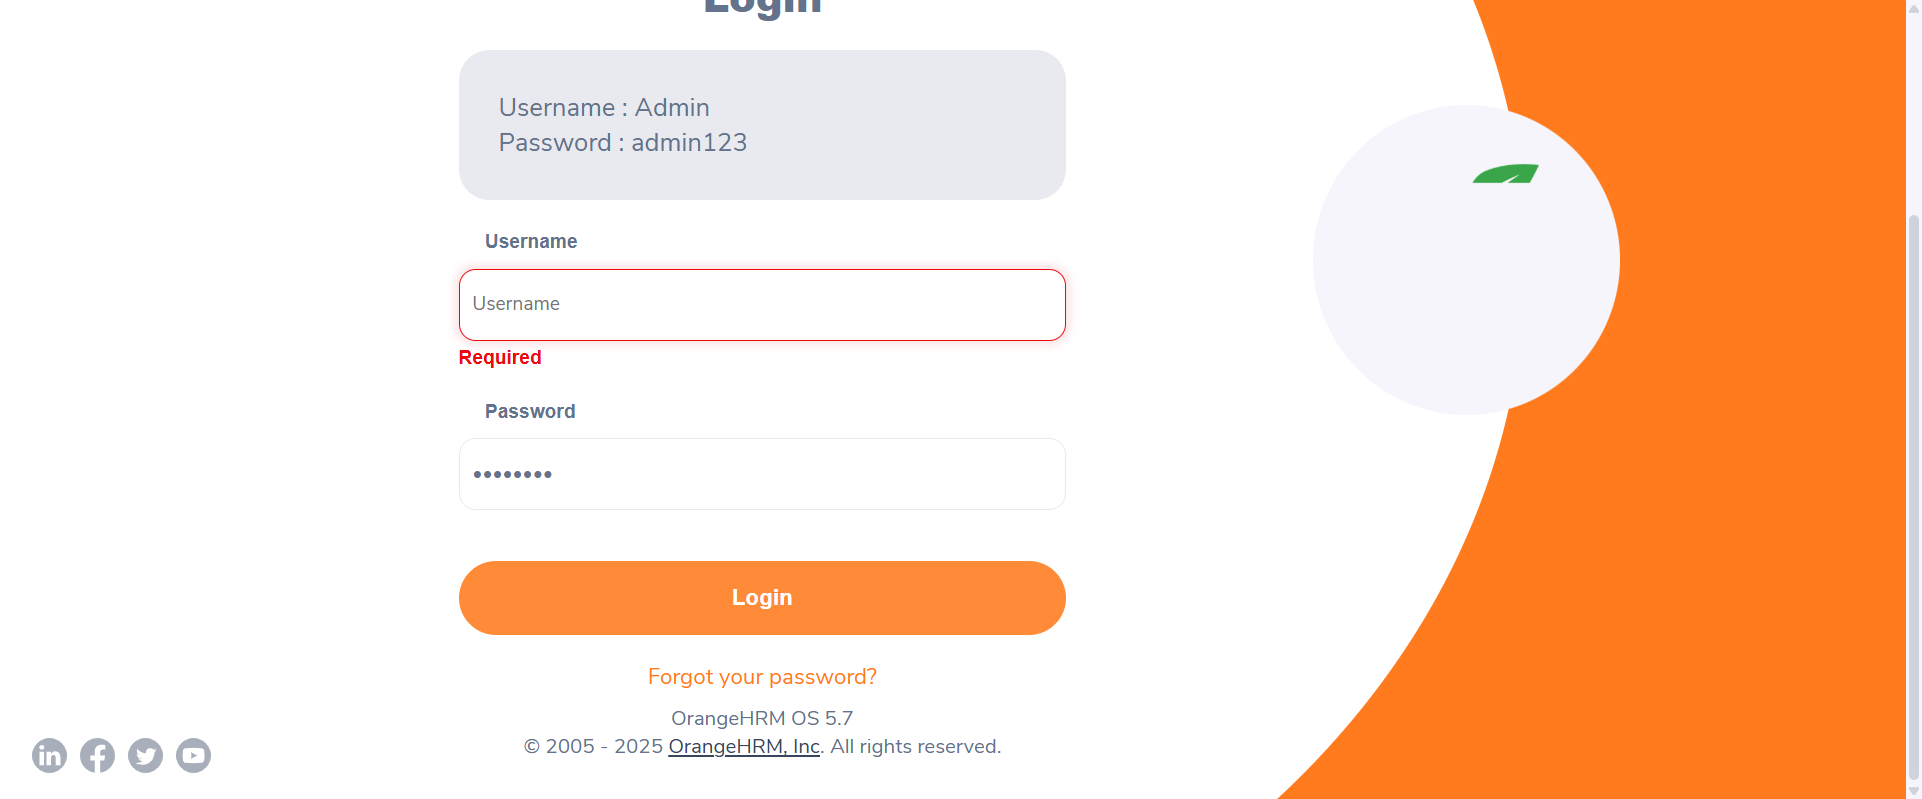 Login
Username : Admin
Password : admin123
Username
Username
Required
Password
••••••••
Login
Forgot your password?
OrangeHRM OS 5.7
© 2005 - 2025 OrangeHRM, Inc. All rights reserved.